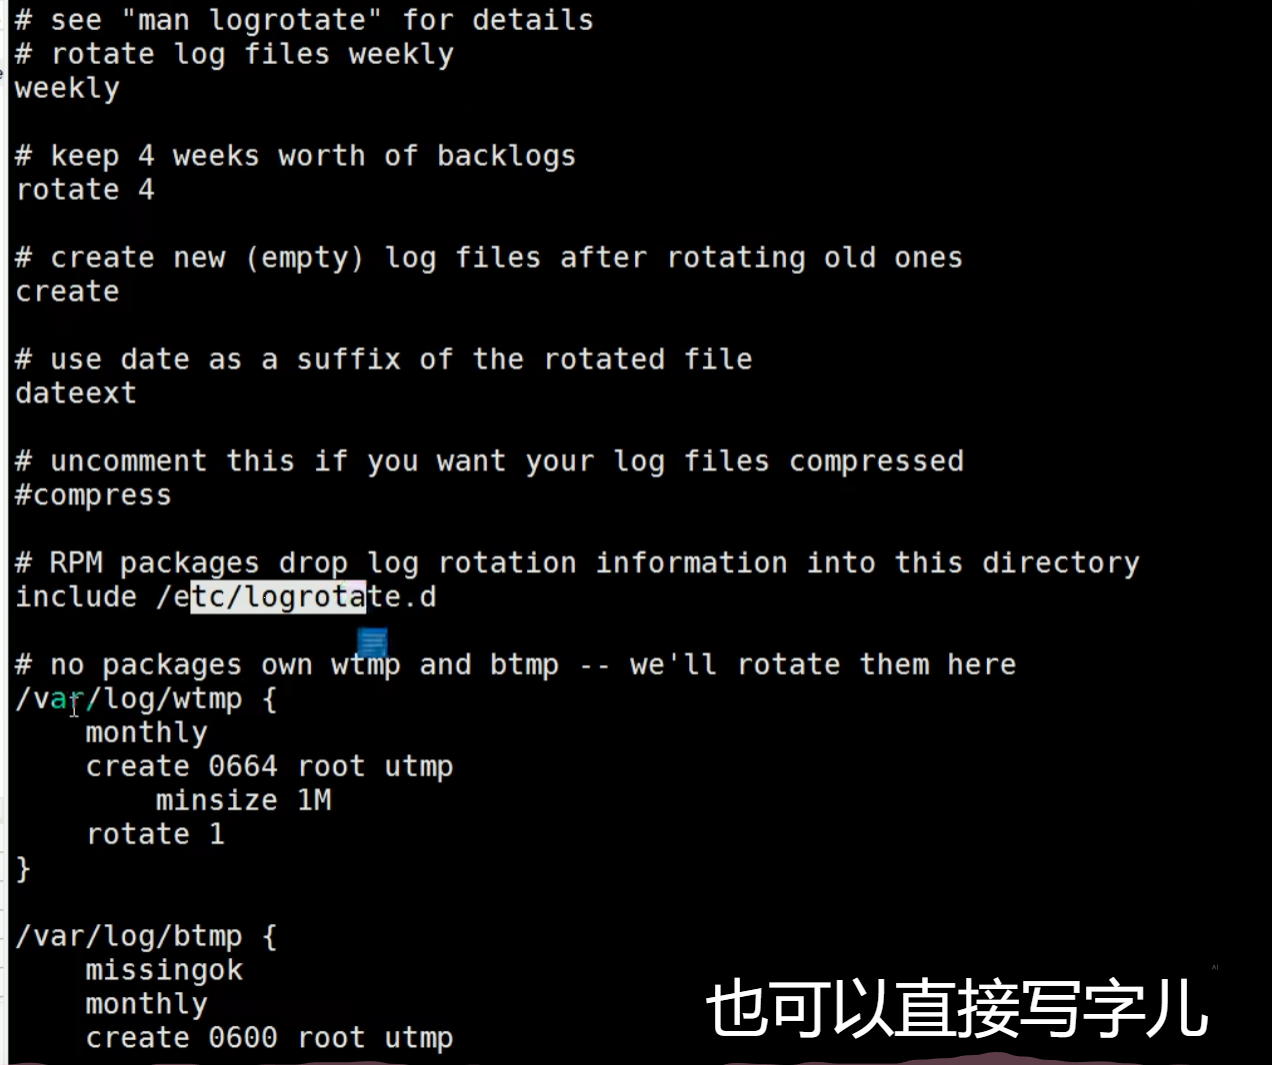 # see "man logrotate" for details
# rotate log files weekly
weekly
# keep 4 weeks worth of backlogs
rotate 4
# create new (empty) log files after rotating old ones
create
# use date as a suffix of the rotated file
dateext
# uncomment this if you want your log files compressed
#compress
# RPM packages drop log rotation information into this directory
include /etc/logrotate.d
# no packages own wtmp and btmp -- we'll rotate them here
/var/log/wtmp {
    monthly
    create 0664 root utmp
        minsize 1M
    rotate 1
}
/var/log/btmp {
    missingok
    monthly
    create 0600 root utmp
也可以直接写字儿
AI